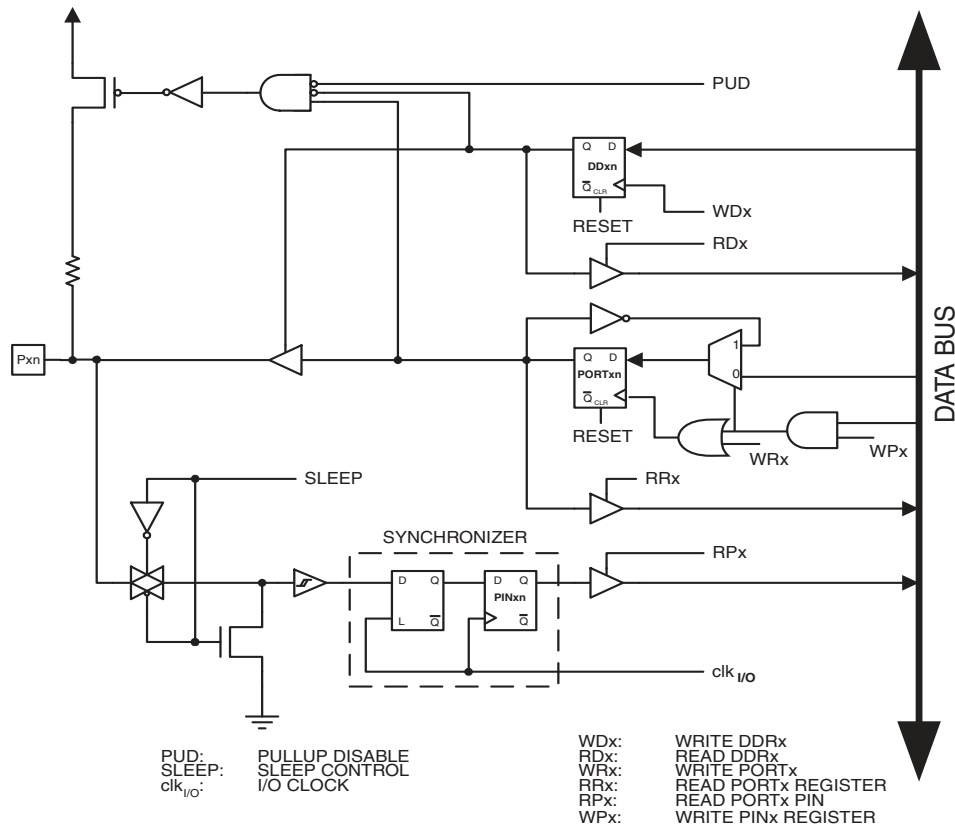 PUD
Q D
DDxn
Q CLR
WDx
RESET
RDx
Pxn
1
Q D
PORTxn
0
Q CLR
RESET
WRx
WPx
DATA BUS
SLEEP
RRx
SYNCHRONIZER
RPx
D Q
D Q
PINxn
L Q
Q
clk I/O
PUD: PULLUP DISABLE
SLEEP: SLEEP CONTROL
clkI/O: I/O CLOCK
WDx: WRITE DDRx
RDx: READ DDRx
WRx: WRITE PORTx
RRx: READ PORTx REGISTER
RPx: READ PORTx PIN
WPx: WRITE PINx REGISTER